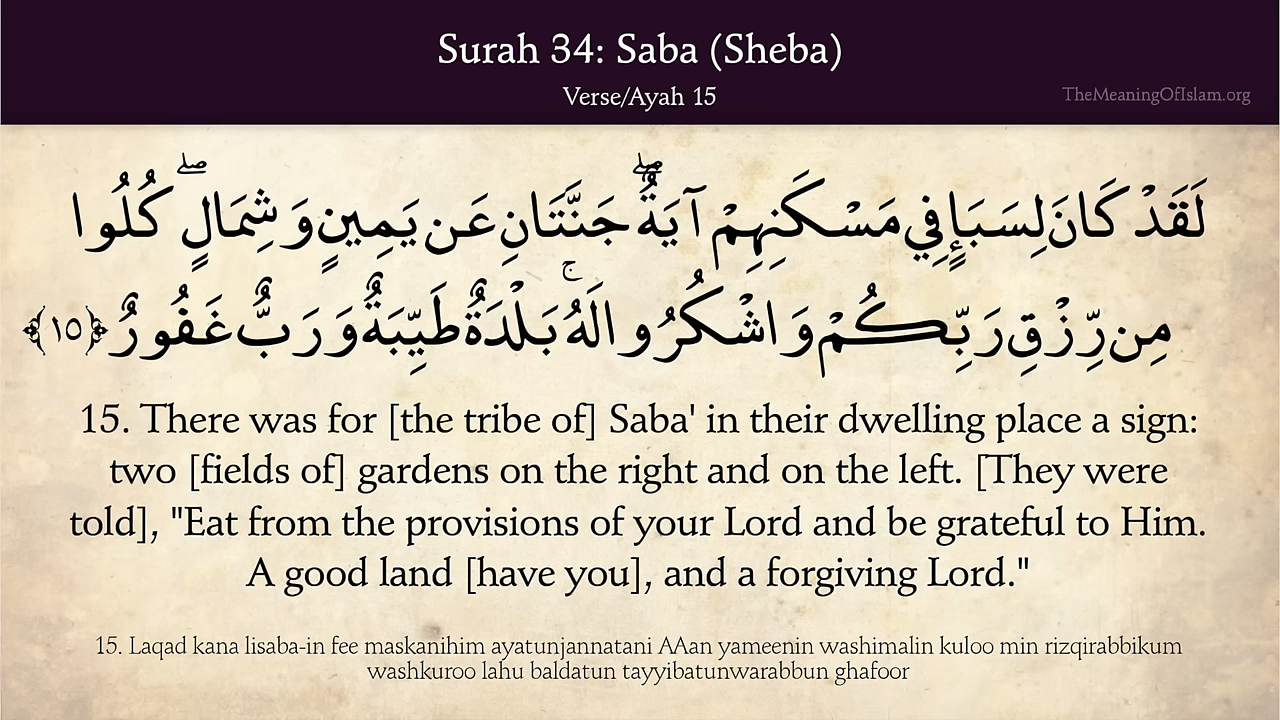 Surah 34: Saba (Sheba)
Verse/Ayah 15
TheMeaningOfIslam.org
لَقَدْ كَانَ لِسَبَإٍ فِي مَسْكَنِهِمْ آيَةٌ ۖ جَنَّتَانِ عَن يَمِينٍ وَشِمَالٍ ۖ كُلُوا
مِن رِّزْقِ رَبِّكُمْ وَاشْكُرُوا لَهُ ۚ بَلْدَةٌ طَيِّبَةٌ وَرَبٌّ غَفُورٌ ﴿١٥﴾
15. There was for [the tribe of] Saba' in their dwelling place a sign:
two [fields of] gardens on the right and on the left. [They were
told], "Eat from the provisions of your Lord and be grateful to Him.
A good land [have you], and a forgiving Lord."
15. Laqad kana lisaba-in fee maskanihim ayatunjannatani AAan yameenin washimalin kuloo min rizqirabbikum
washkuroo lahu baldatun tayyibatunwarabbun ghafoor